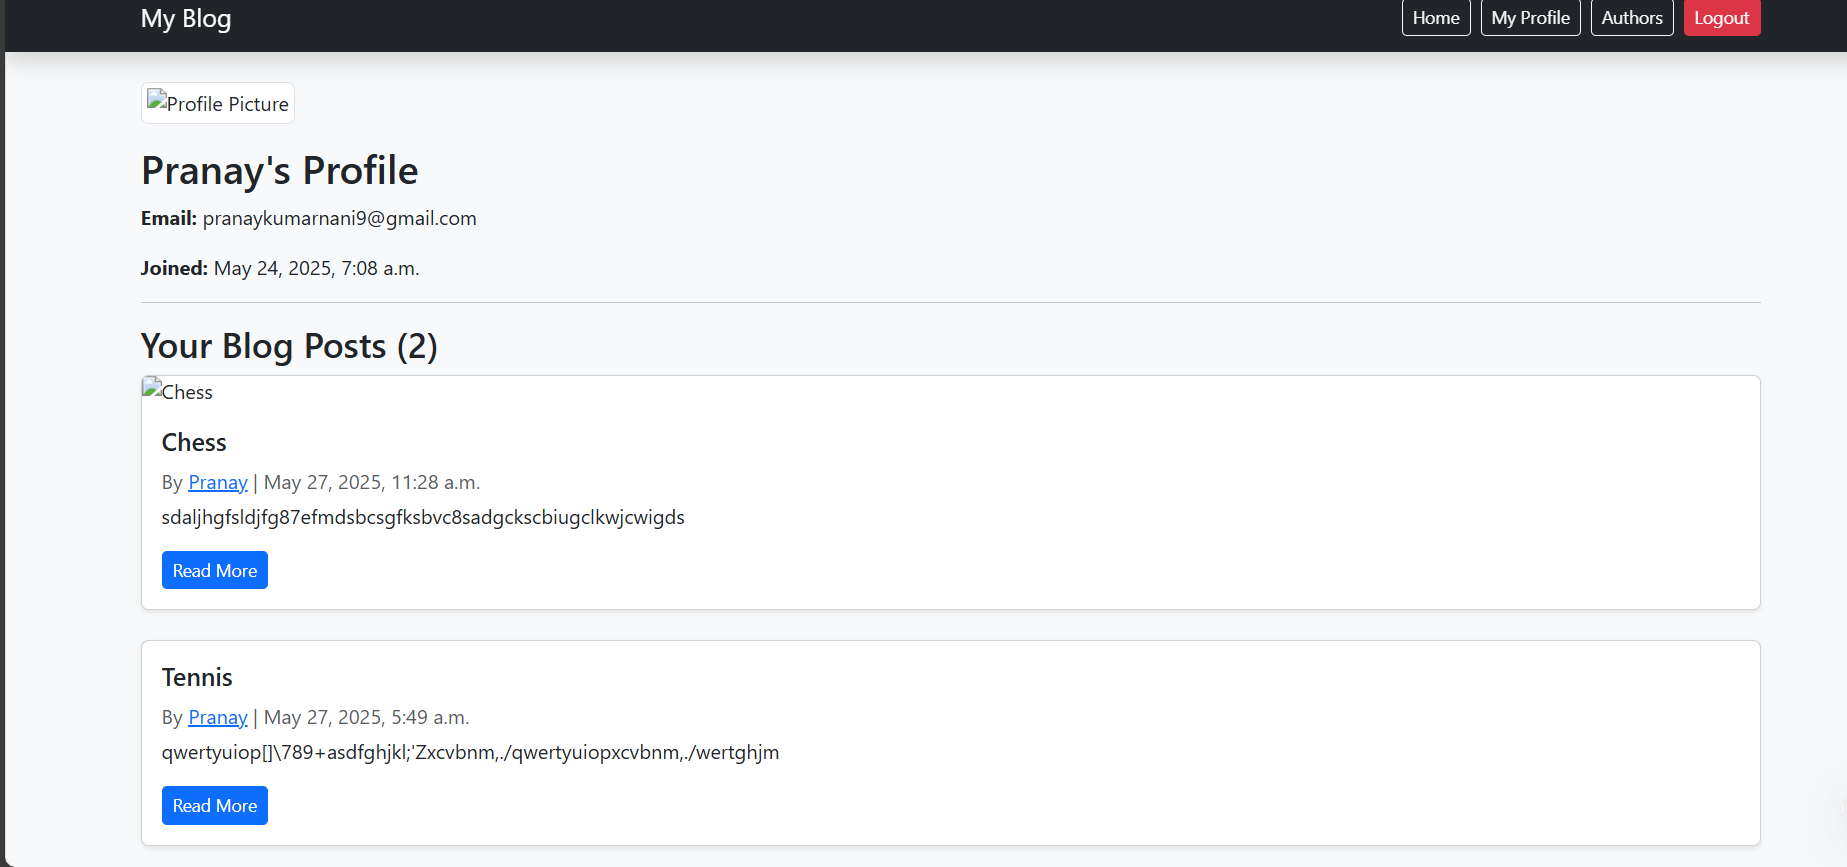 My Blog
Home
My Profile
Authors
Logout
Profile Picture
Pranay's Profile
Email: pranaykumarnani9@gmail.com
Joined: May 24, 2025, 7:08 a.m.
Your Blog Posts (2)
Chess
Chess
By Pranay | May 27, 2025, 11:28 a.m.
sdaljhgfsldjfg87efmdsbcsgfksbvc8sadgckscbiugclkwjcwigds
Read More
Tennis
By Pranay | May 27, 2025, 5:49 a.m.
qwertyuiop[]\789+asdfghjkl;'Zxcvbnm,./qwertyuiopxcvbnm,./wertghjm
Read More